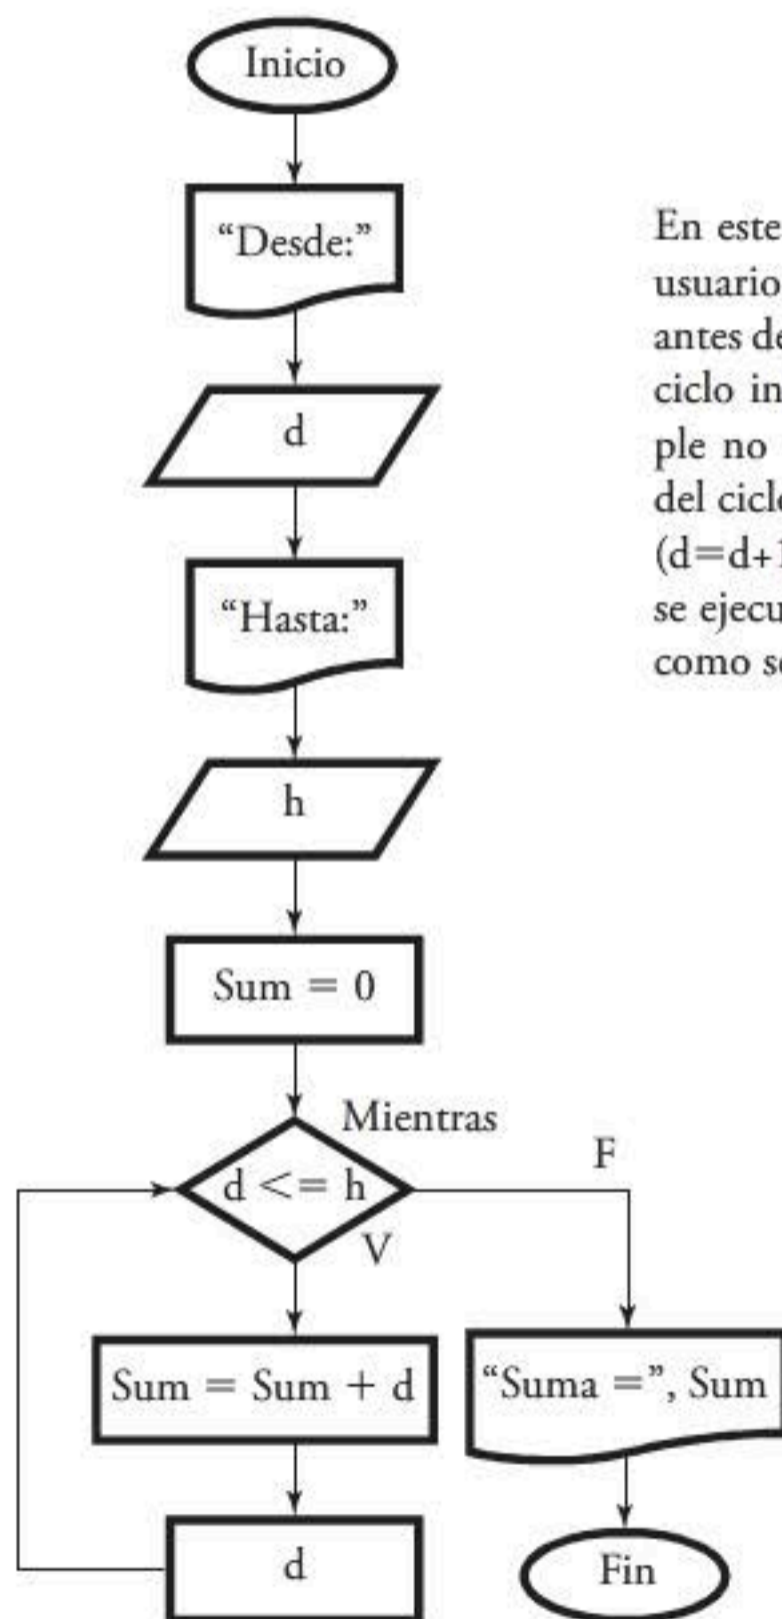 Inicio
“Desde:”
d
“Hasta:”
h
Sum = 0
Mientras
d <= h
F
V
Sum = Sum + d
“Suma =”, Sum
d
Fin
En este
usuario
antes de
ciclo in
ple no
del ciclo
(d=d+1
se ejecu
como se